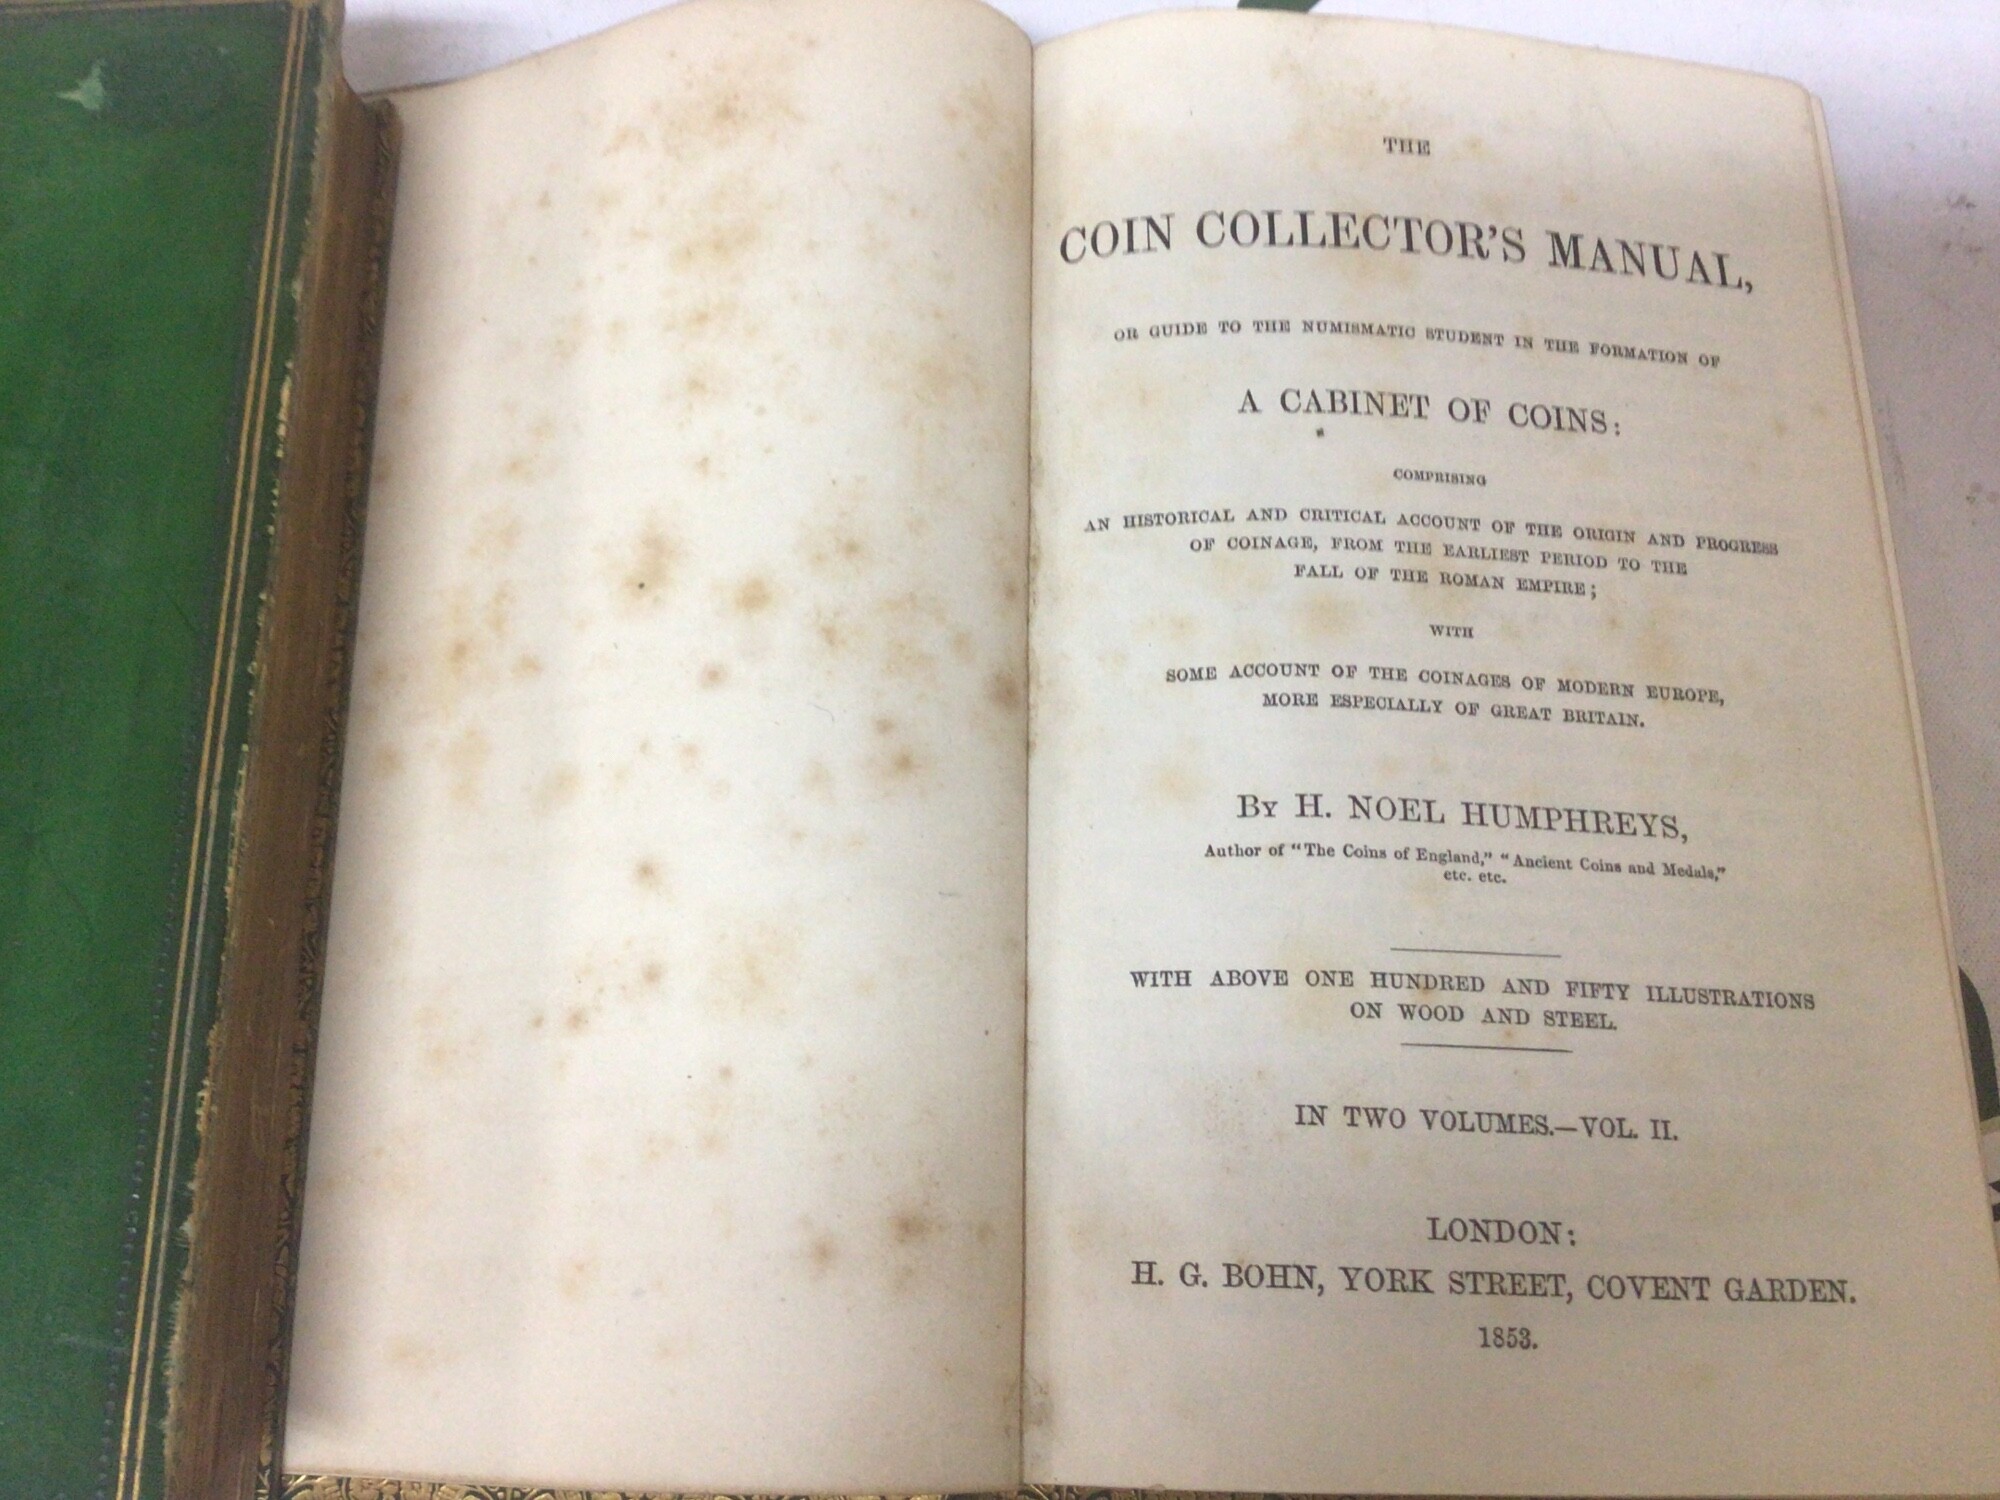 THE
COIN COLLECTOR'S MANUAL,
OR GUIDE TO THE NUMISMATIC STUDENT IN THE FORMATION OF
A CABINET OF COINS:
COMPRISING
AN HISTORICAL AND CRITICAL ACCOUNT OF THE ORIGIN AND PROGRESS
OF COINAGE, FROM THE EARLIEST PERIOD TO THE
FALL OF THE ROMAN EMPIRE;
WITH
SOME ACCOUNT OF THE COINAGES OF MODERN EUROPE,
MORE ESPECIALLY OF GREAT BRITAIN.
BY H. NOEL HUMPHREYS,
Author of "The Coins of England," "Ancient Coins and Medals,"
etc. etc.
WITH ABOVE ONE HUNDRED AND FIFTY ILLUSTRATIONS
ON WOOD AND STEEL.
IN TWO VOLUMES.—VOL. II.
LONDON:
H. G. BOHN, YORK STREET, COVENT GARDEN.
1853.